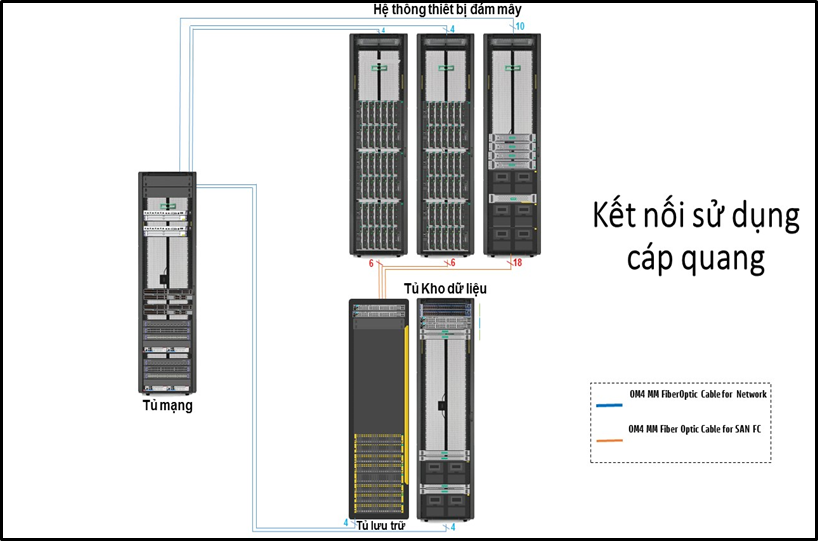 Hệ thông thiết bị đám mây
4
4
10
Kết nối sử dụng
cáp quang
6
6
18
Tủ Kho dữ liệu
Tủ mạng
OM4 MM FiberOptic Cable for Network
OM4 MM Fiber Optic Cable for SAN FC
4
Tủ lưu trữ
4